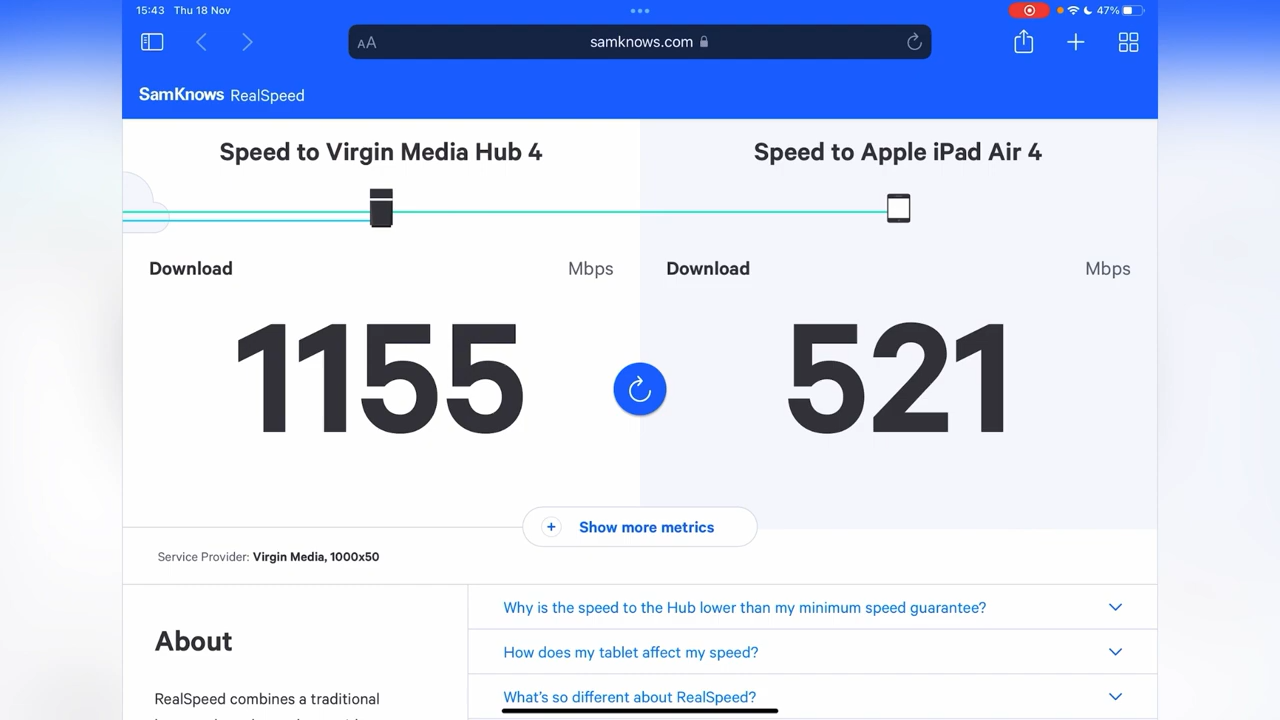 15:43 Thu 18 Nov
47%
AA
samknows.com
SamKnows RealSpeed
Speed to Virgin Media Hub 4
Speed to Apple iPad Air 4
Download Mbps
Download Mbps
1155
521
+ Show more metrics
Service Provider: Virgin Media, 1000x50
Why is the speed to the Hub lower than my minimum speed guarantee?
About
How does my tablet affect my speed?
What's so different about RealSpeed?
RealSpeed combines a traditional